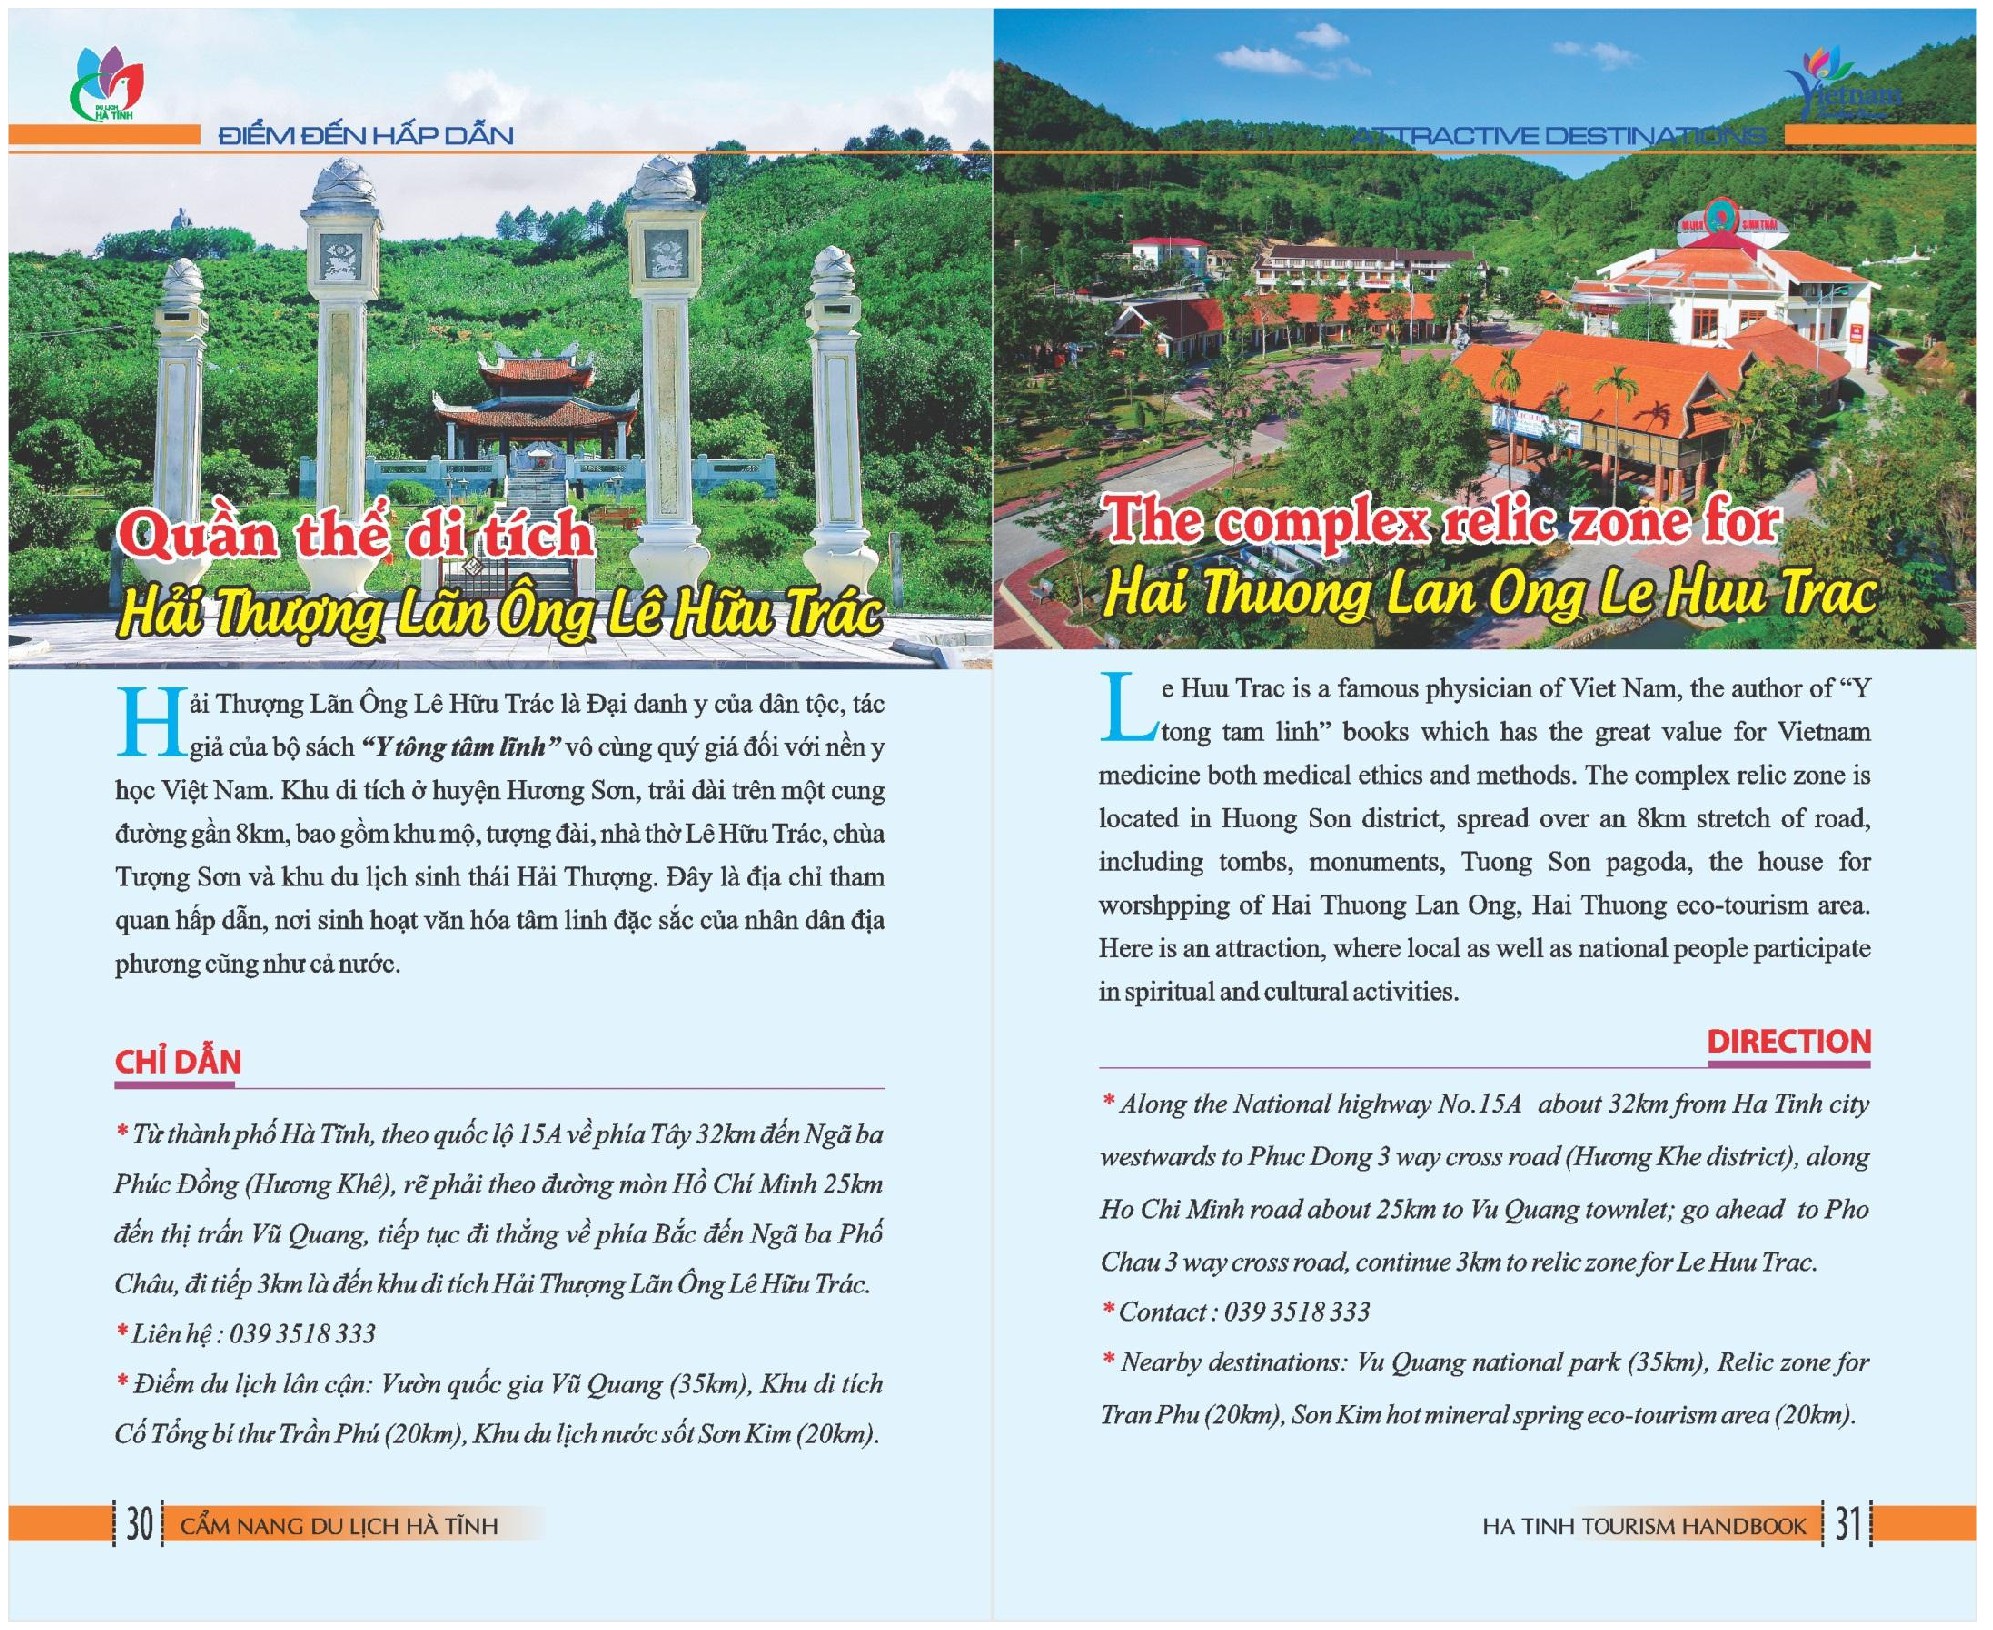 DU LỊCH
HÀ TĨNH
ĐIỂM ĐẾN HẤP DẪN
Quần thể di tích
Hải Thượng Lãn Ông Lê Hữu Trác
Hải Thượng Lãn Ông Lê Hữu Trác là Đại danh y của dân tộc, tác
giả của bộ sách “Y tông tâm lĩnh” vô cùng quý giá đối với nền y
học Việt Nam. Khu di tích ở huyện Hương Sơn, trải dài trên một cung
đường gần 8km, bao gồm khu mộ, tượng đài, nhà thờ Lê Hữu Trác, chùa
Tượng Sơn và khu du lịch sinh thái Hải Thượng. Đây là địa chỉ tham
quan hấp dẫn, nơi sinh hoạt văn hóa tâm linh đặc sắc của nhân dân địa
phương cũng như cả nước.
CHỈ DẪN
* Từ thành phố Hà Tĩnh, theo quốc lộ 15A về phía Tây 32km đến Ngã ba
Phúc Đồng (Hương Khê), rẽ phải theo đường mòn Hồ Chí Minh 25km
đến thị trấn Vũ Quang, tiếp tục đi thẳng về phía Bắc đến Ngã ba Phố
Châu, đi tiếp 3km là đến khu di tích Hải Thượng Lãn Ông Lê Hữu Trác.
* Liên hệ : 039 3518 333
* Điểm du lịch lân cận: Vườn quốc gia Vũ Quang (35km), Khu di tích
Cố Tổng bí thư Trần Phú (20km), Khu du lịch nước sốt Sơn Kim (20km).
30 CẨM NANG DU LỊCH HÀ TĨNH
Vietnam
ATTRACTIVE DESTINATIONS
SINH THÁI
The complex relic zone for
Hai Thuong Lan Ong Le Huu Trac
Le Huu Trac is a famous physician of Viet Nam, the author of “Y
tong tam linh” books which has the great value for Vietnam
medicine both medical ethics and methods. The complex relic zone is
located in Huong Son district, spread over an 8km stretch of road,
including tombs, monuments, Tuong Son pagoda, the house for
worshpping of Hai Thuong Lan Ong, Hai Thuong eco-tourism area.
Here is an attraction, where local as well as national people participate
in spiritual and cultural activities.
DIRECTION
* Along the National highway No.15A about 32km from Ha Tinh city
westwards to Phuc Dong 3 way cross road (Hương Khe district), along
Ho Chi Minh road about 25km to Vu Quang townlet; go ahead to Pho
Chau 3 way cross road, continue 3km to relic zone for Le Huu Trac.
* Contact : 039 3518 333
* Nearby destinations: Vu Quang national park (35km), Relic zone for
Tran Phu (20km), Son Kim hot mineral spring eco-tourism area (20km).
HA TINH TOURISM HANDBOOK 31